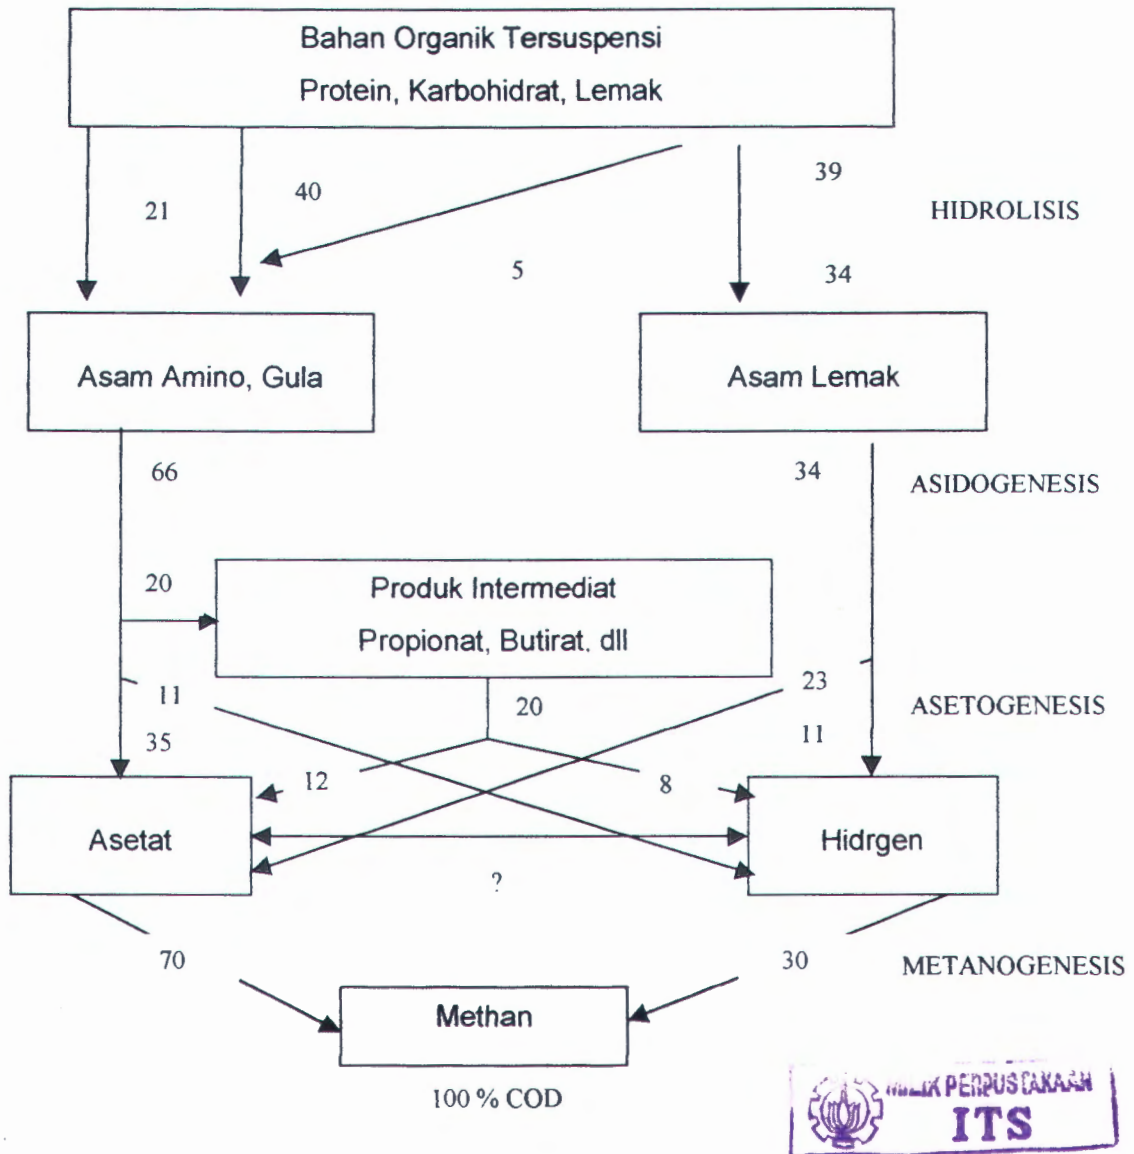 Bahan Organik Tersuspensi
Protein, Karbohidrat, Lemak
39
40
21
HIDROLISIS
5
34
Asam Amino, Gula
Asam Lemak
66
34
ASIDOGENESIS
20
Produk Intermediat
Propionat, Butirat. dll
11
23
20
ASETOGENESIS
35
11
12
8
Asetat
Hidrgen
?
70
30
METANOGENESIS
Methan
100 % COD
MILIK PERPUSTAKAAN
ITS